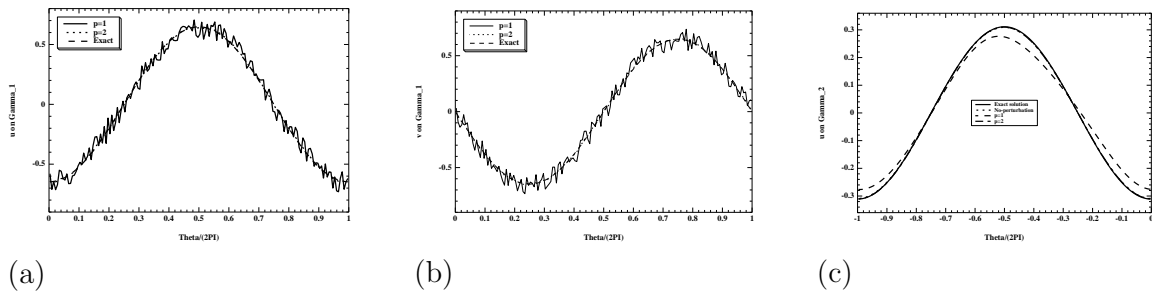 p=1
p=2
Exact
0.5
0
-0.5
u on Gamma_1
0 0.1 0.2 0.3 0.4 0.5 0.6 0.7 0.8 0.9 1
Theta/(2PI)
(a)
p=1
p=2
Exact
0.5
0
-0.5
v on Gamma_1
0 0.1 0.2 0.3 0.4 0.5 0.6 0.7 0.8 0.9 1
Theta/(2PI)
(b)
0.3
0.2
0.1
0
-0.1
-0.2
-0.3
u on Gamma_2
Exact solution
No-perturbation
p=1
p=2
-1 -0.9 -0.8 -0.7 -0.6 -0.5 -0.4 -0.3 -0.2 -0.1 0
Theta/(2PI)
(c)